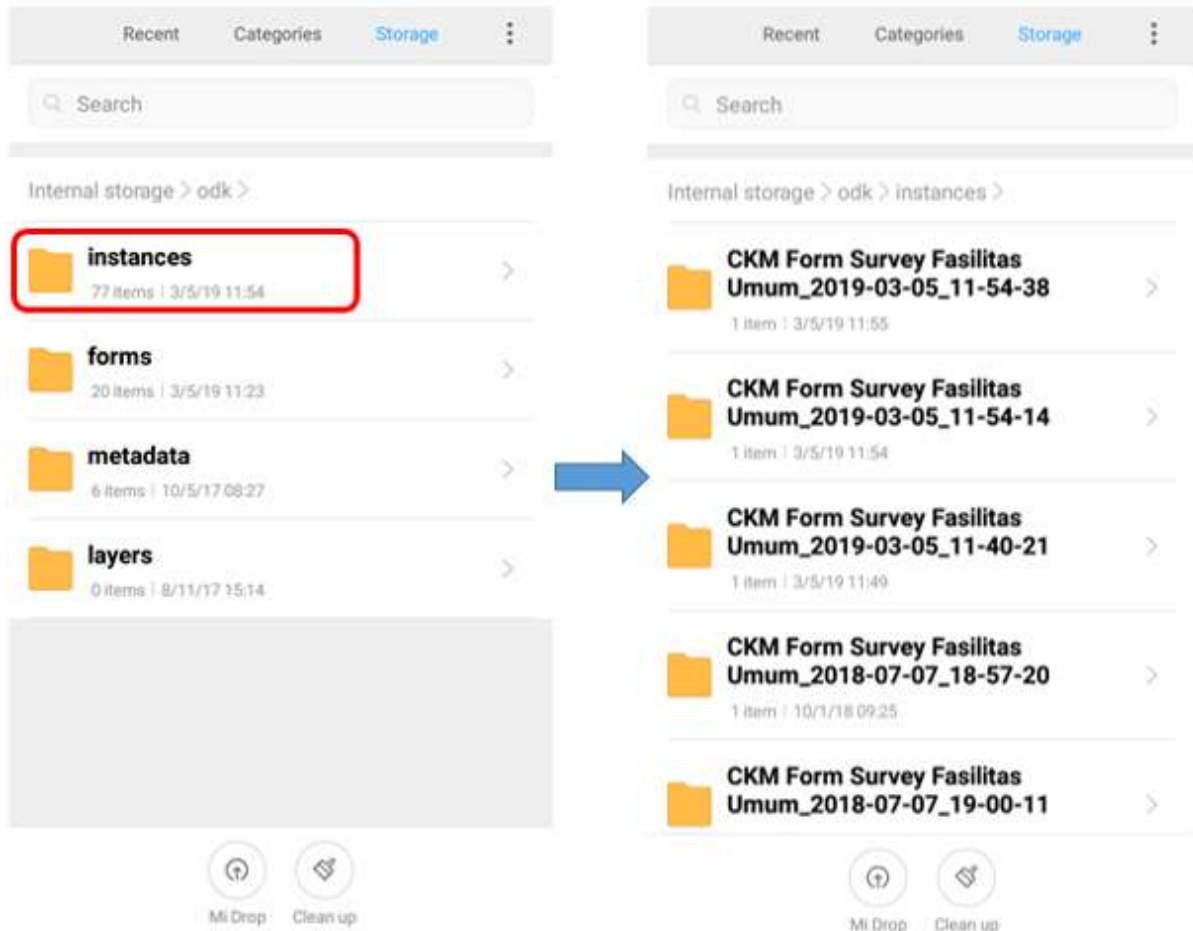 Recent Categories Storage
Search
Internal storage > odk >
instances
77 items | 3/5/19 11:54
forms
20 items | 3/5/19 11:23
metadata
6 items | 10/5/17 08:27
layers
0 items | 8/11/17 15:14
Mi Drop Clean up
Recent Categories Storage
Search
Internal storage > odk > instances >
CKM Form Survey Fasilitas
Umum_2019-03-05_11-54-38
1 item | 3/5/19 11:55
CKM Form Survey Fasilitas
Umum_2019-03-05_11-54-14
1 item | 3/5/19 11:54
CKM Form Survey Fasilitas
Umum_2019-03-05_11-40-21
1 item | 3/5/19 11:49
CKM Form Survey Fasilitas
Umum_2018-07-07_18-57-20
1 item | 10/1/18 09:25
CKM Form Survey Fasilitas
Umum_2018-07-07_19-00-11
Mi Drop Clean up